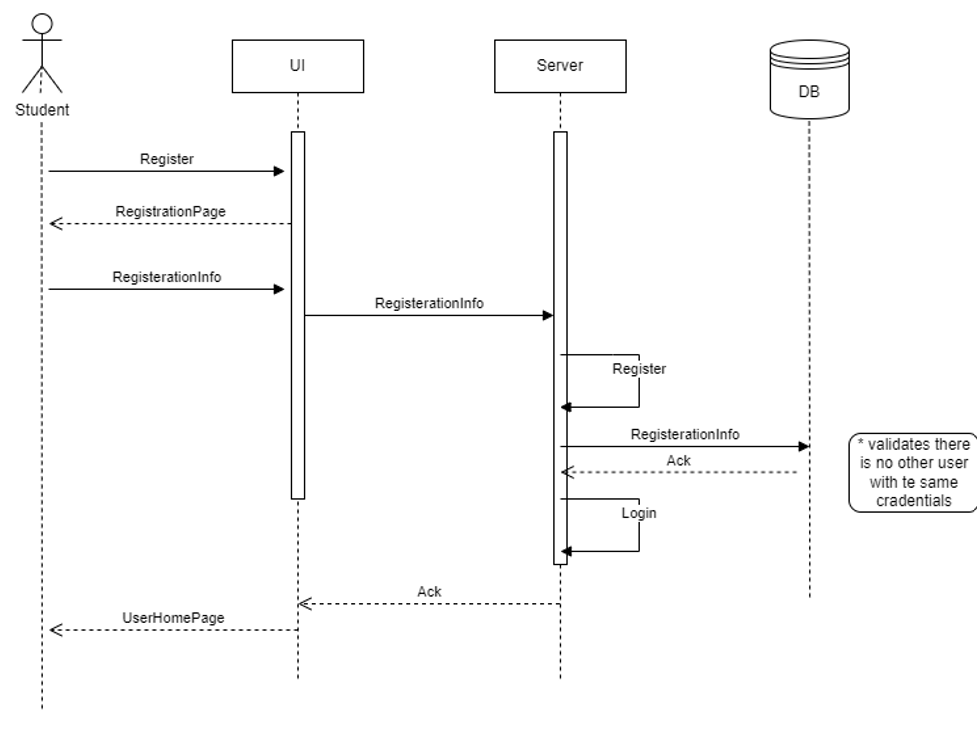 Student
UI
Server
DB
Register
RegistrationPage
RegisterationInfo
RegisterationInfo
Register
RegisterationInfo
Ack
* validates there
is no other user
with te same
cradentials
Login
Ack
UserHomePage